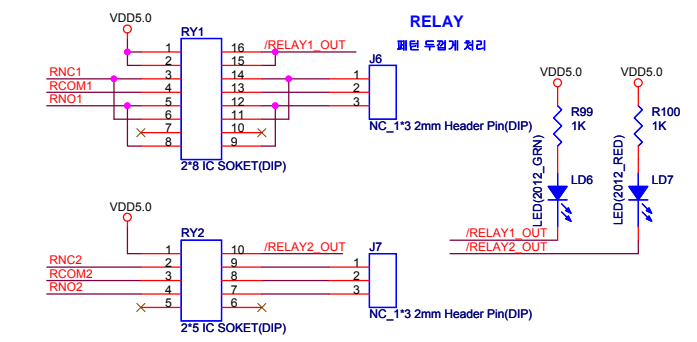 RELAY
패턴 두껍게 처리
VDD5.0
RY1
1
2
3
4
5
6
7
8
16
15
14
13
12
11
10
9
/RELAY1_OUT
RNC1
RCOM1
RNO1
2*8 IC SOKET(DIP)
J6
1
2
3
NC_1*3 2mm Header Pin(DIP)
VDD5.0
R99
1K
LED(2012_GRN)
LD6
VDD5.0
R100
1K
LED(2012_RED)
LD7
/RELAY1_OUT
/RELAY2_OUT
VDD5.0
RY2
1
2
3
4
5
10
9
8
7
6
/RELAY2_OUT
RNC2
RCOM2
RNO2
2*5 IC SOKET(DIP)
J7
1
2
3
NC_1*3 2mm Header Pin(DIP)